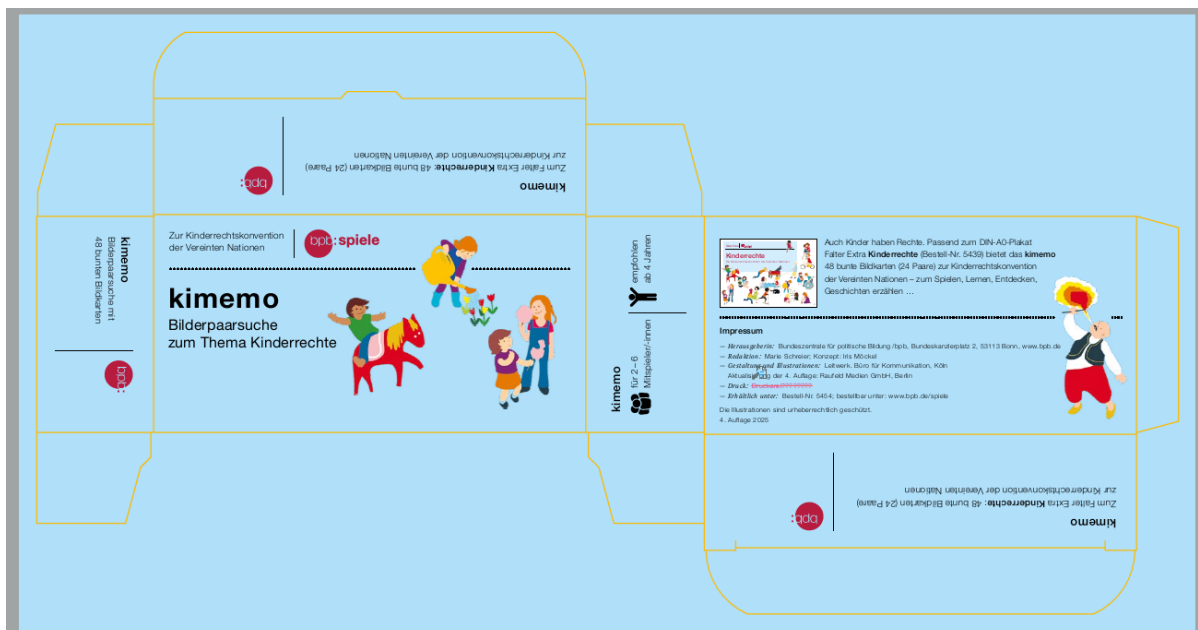 zur Kinderrechtskonvention der Vereinten Nationen
Zum Falter Extra Kinderrechte: 48 bunte Bildkarten (24 Paare)
kimemo
bpb:
kimemo
Bilderpaarsuche mit
48 bunten Bildkarten
bpb:
Zur Kinderrechtskonvention
der Vereinten Nationen
bpb:spiele
kimemo
Bilderpaarsuche
zum Thema Kinderrechte
empfohlen
ab 4 Jahren
kimemo
für 2–6
Mitspieler/-innen
Kinderrechte
Auch Kinder haben Rechte. Passend zum DIN-A0-Plakat
Falter Extra Kinderrechte (Bestell-Nr. 5439) bietet das kimemo
48 bunte Bildkarten (24 Paare) zur Kinderrechtskonvention
der Vereinten Nationen – zum Spielen, Lernen, Entdecken,
Geschichten erzählen …
Impressum
— Herausgeberin: Bundeszentrale für politische Bildung /bpb, Bundeskanzlerplatz 2, 53113 Bonn, www.bpb.de
— Redaktion: Marie Schreier; Konzept: Iris Möckel
— Gestaltung und Illustrationen: Leitwerk. Büro für Kommunikation, Köln
der 4. Auflage: Raufeld Medien GmbH, Berlin
— Druck: Druckerei????????
— Erhältlich unter: Bestell-Nr. 5454; bestellbar unter: www.bpb.de/spiele
Die Illustrationen sind urheberrechtlich geschützt.
4. Auflage 2025
zur Kinderrechtskonvention der Vereinten Nationen
Zum Falter Extra Kinderrechte: 48 bunte Bildkarten (24 Paare)
kimemo
bpb: